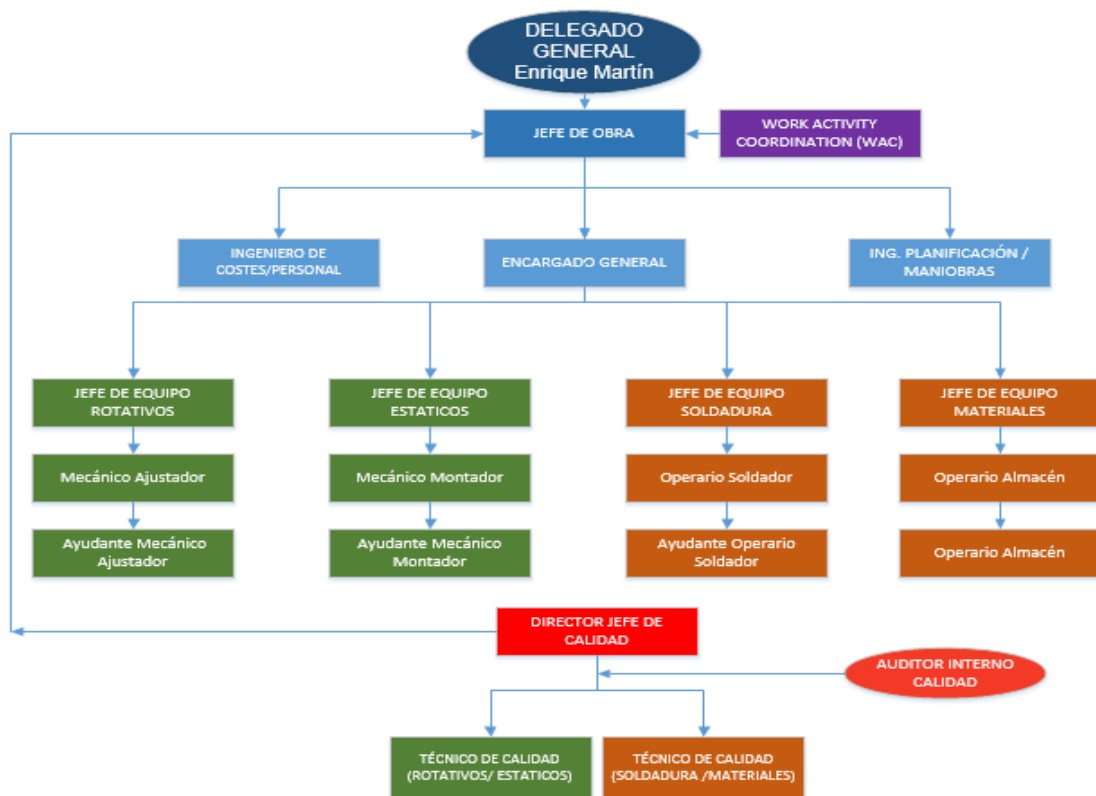 DELEGADO
GENERAL
Enrique Martín
JEFE DE OBRA
WORK ACTIVITY
COORDINATION (WAC)
INGENIERO DE
COSTES/PERSONAL
ENCARGADO GENERAL
ING. PLANIFICACIÓN /
MANIOBRAS
JEFE DE EQUIPO
ROTATIVOS
JEFE DE EQUIPO
ESTATICOS
JEFE DE EQUIPO
SOLDADURA
JEFE DE EQUIPO
MATERIALES
Mecánico Ajustador
Mecánico Montador
Operario Soldador
Operario Almacén
Ayudante Mecánico
Ajustador
Ayudante Mecánico
Montador
Ayudante Operario
Soldador
Operario Almacén
DIRECTOR JEFE DE
CALIDAD
AUDITOR INTERNO
CALIDAD
TÉCNICO DE CALIDAD
(ROTATIVOS/ ESTATICOS)
TÉCNICO DE CALIDAD
(SOLDADURA /MATERIALES)